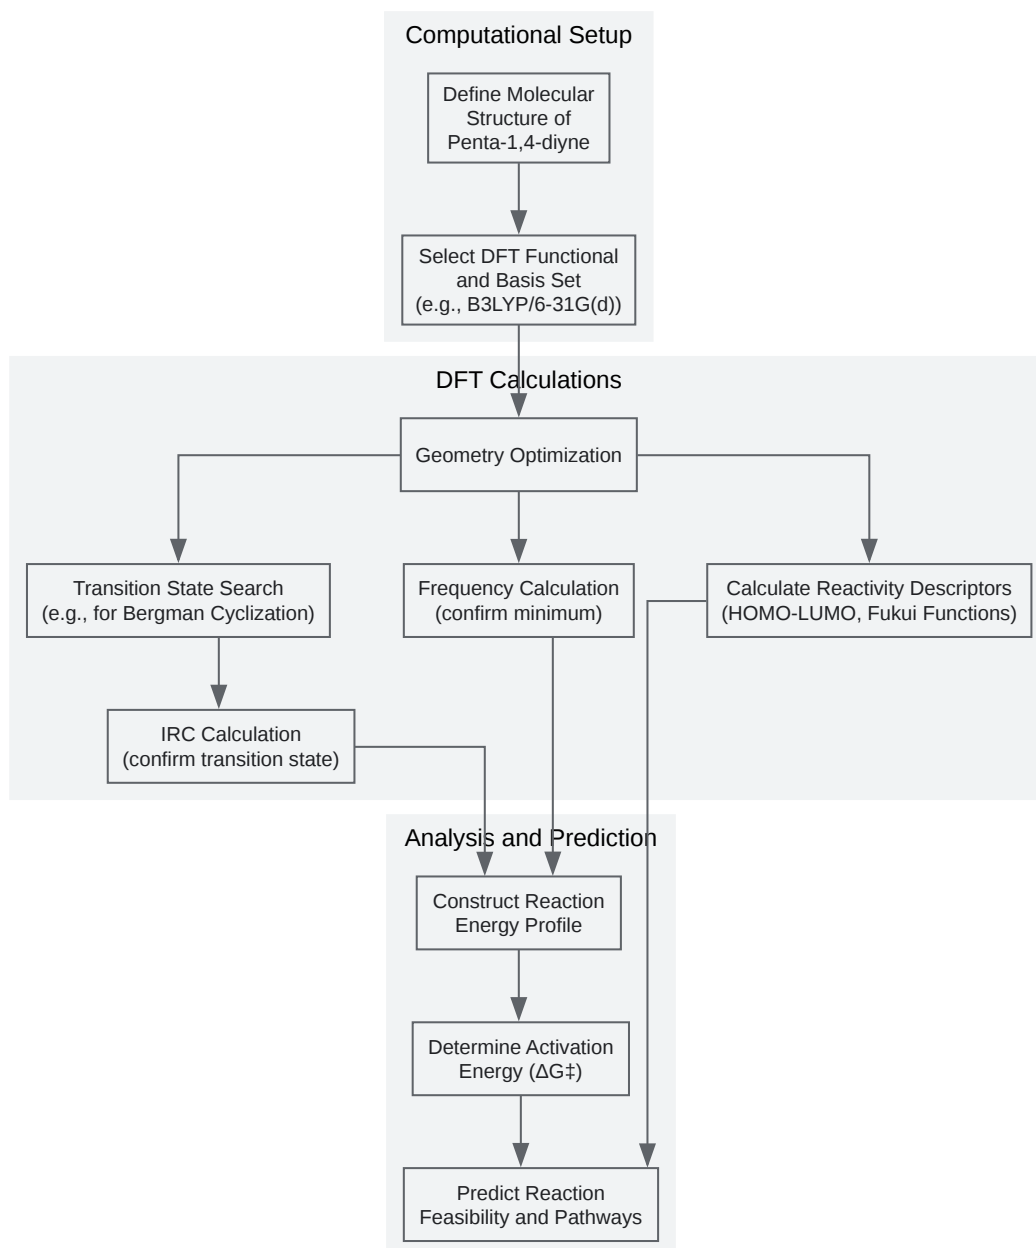 Computational Setup
Define Molecular
Structure of
Penta-1,4-diyne
Select DFT Functional
and Basis Set
(e.g., B3LYP/6-31G(d))
DFT Calculations
Geometry Optimization
Transition State Search
(e.g., for Bergman Cyclization)
Frequency Calculation
(confirm minimum)
Calculate Reactivity Descriptors
(HOMO-LUMO, Fukui Functions)
IRC Calculation
(confirm transition state)
Analysis and Prediction
Construct Reaction
Energy Profile
Determine Activation
Energy (ΔG‡)
Predict Reaction
Feasibility and Pathways